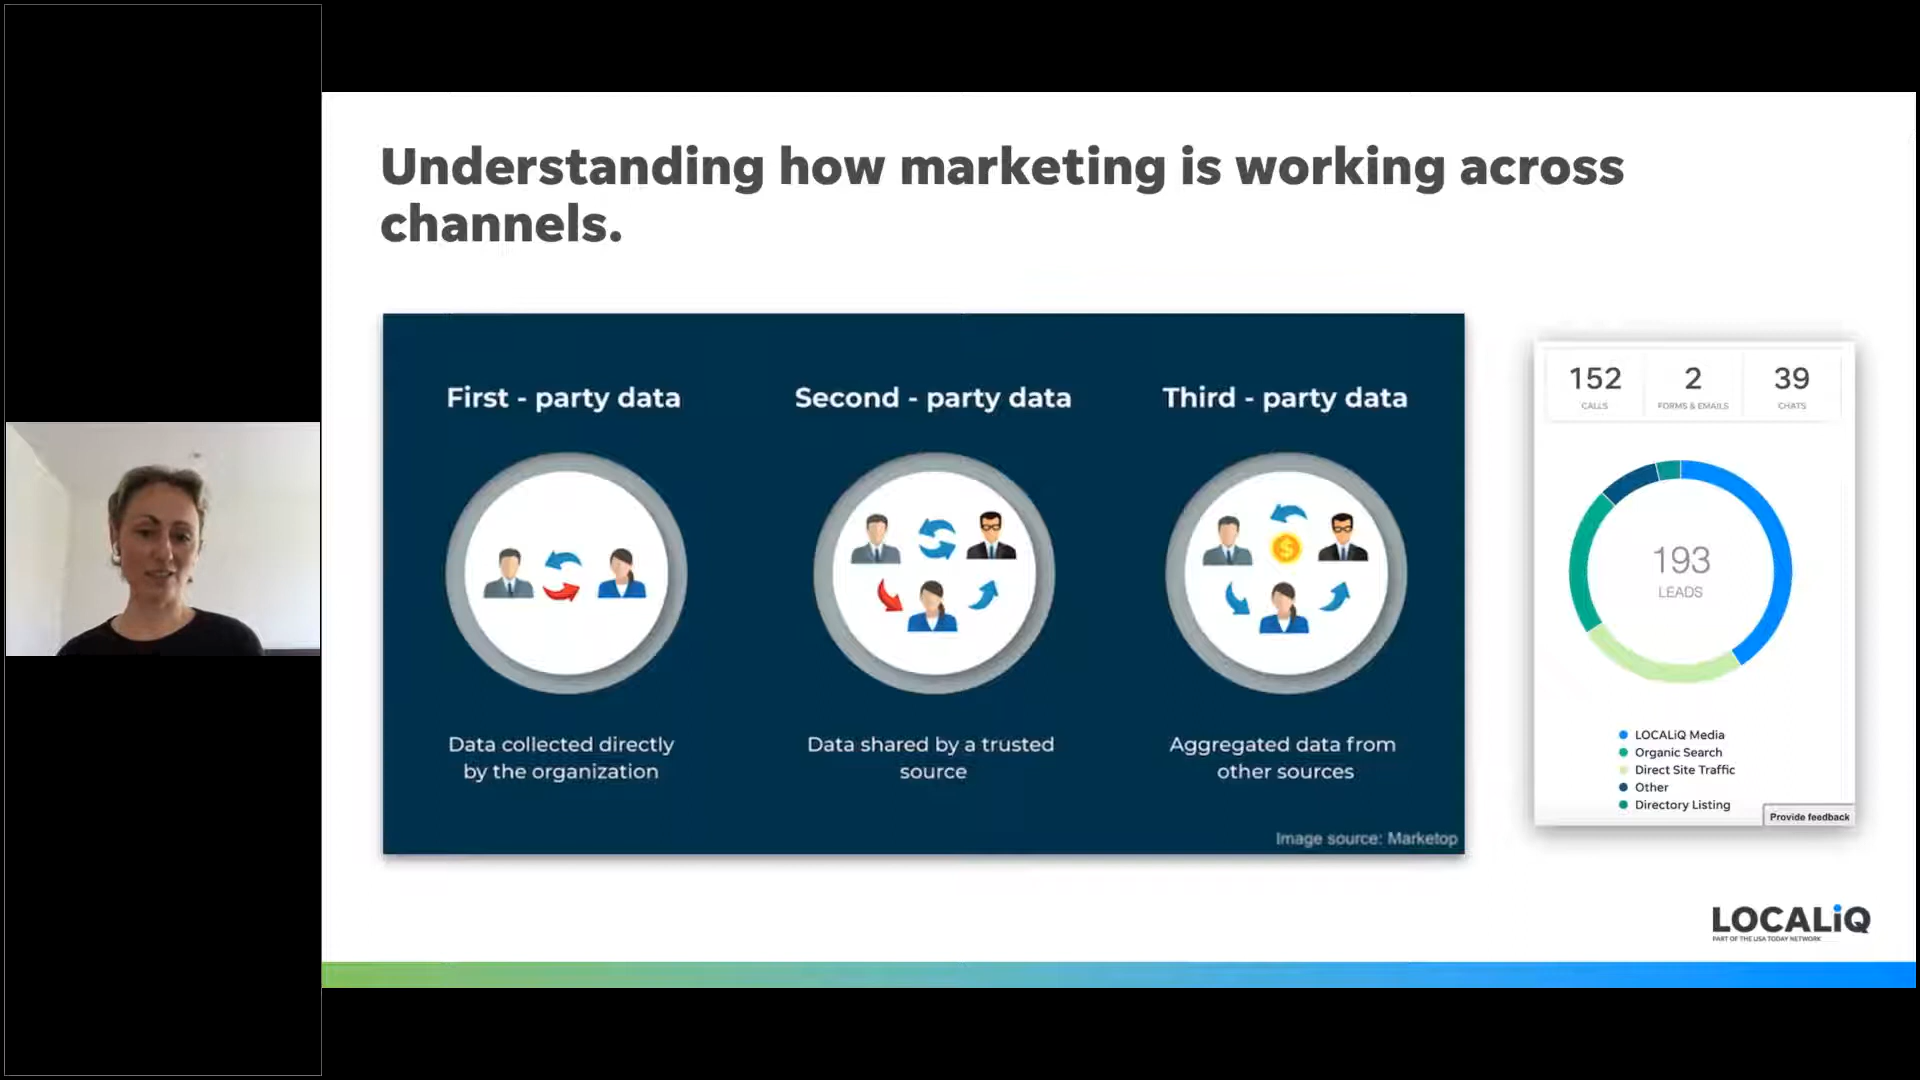 Understanding how marketing is working across
channels.
First - party data
Second - party data
Third - party data
Data collected directly
by the organization
Data shared by a trusted
source
Aggregated data from
other sources
Image source: Marketop
152
CALLS
2
FORMS & EMAILS
39
CHATS
193
LEADS
LOCALiQ Media
Organic Search
Direct Site Traffic
Other
Directory Listing
Provide feedback
LOCALiQ
PART OF THE USA TODAY NETWORK